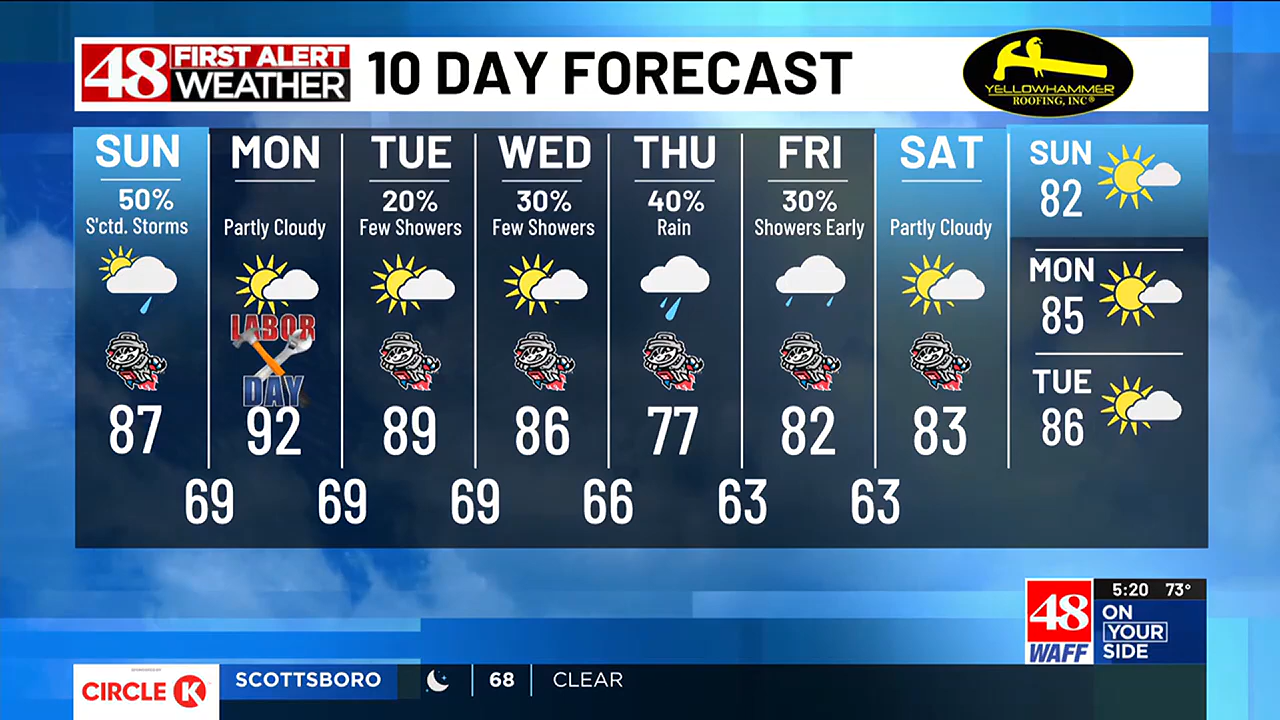 48 FIRST ALERT WEATHER
10 DAY FORECAST
YELLOWHAMMER
ROOFING, INC®
SUN
50%
S'ctd. Storms
87
MON
Partly Cloudy
LABOR
DAY
92
TUE
20%
Few Showers
89
WED
30%
Few Showers
86
THU
40%
Rain
77
FRI
30%
Showers Early
82
SAT
Partly Cloudy
83
SUN
82
MON
85
TUE
86
69 69 69 66 63 63
48
WAFF
5:20 73°
ON
YOUR
SIDE
CIRCLE K
SCOTTSBORO 68 CLEAR